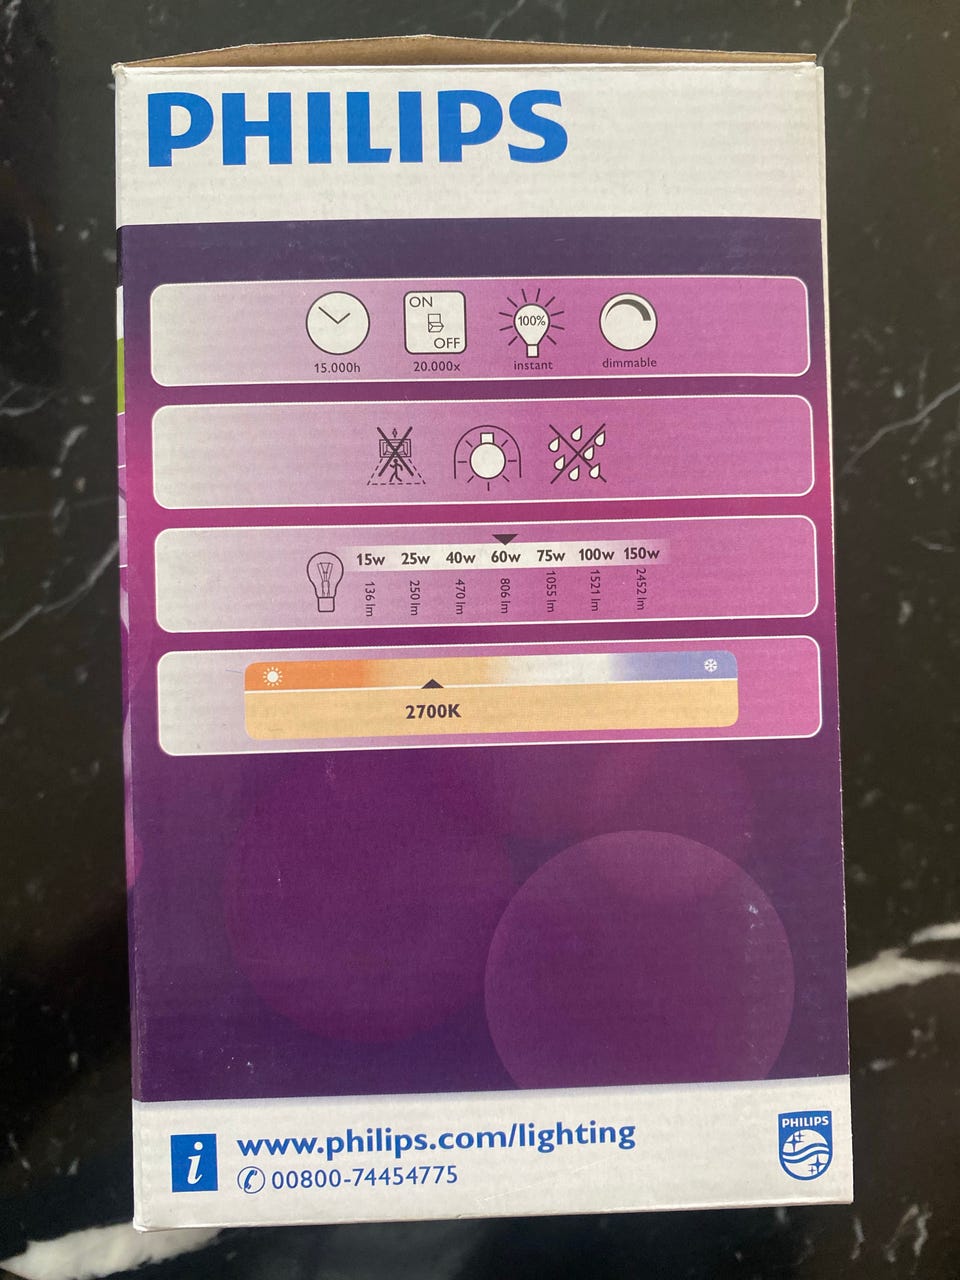 PHILIPS
ON
OFF
100%
15.000h 20.000x instant dimmable
15w 25w 40w 60w 75w 100w 150w
136 lm 250 lm 470 lm 806 lm 1055 lm 1521 lm 2452 lm
2700K
i www.philips.com/lighting
00800-74454775
PHILIPS